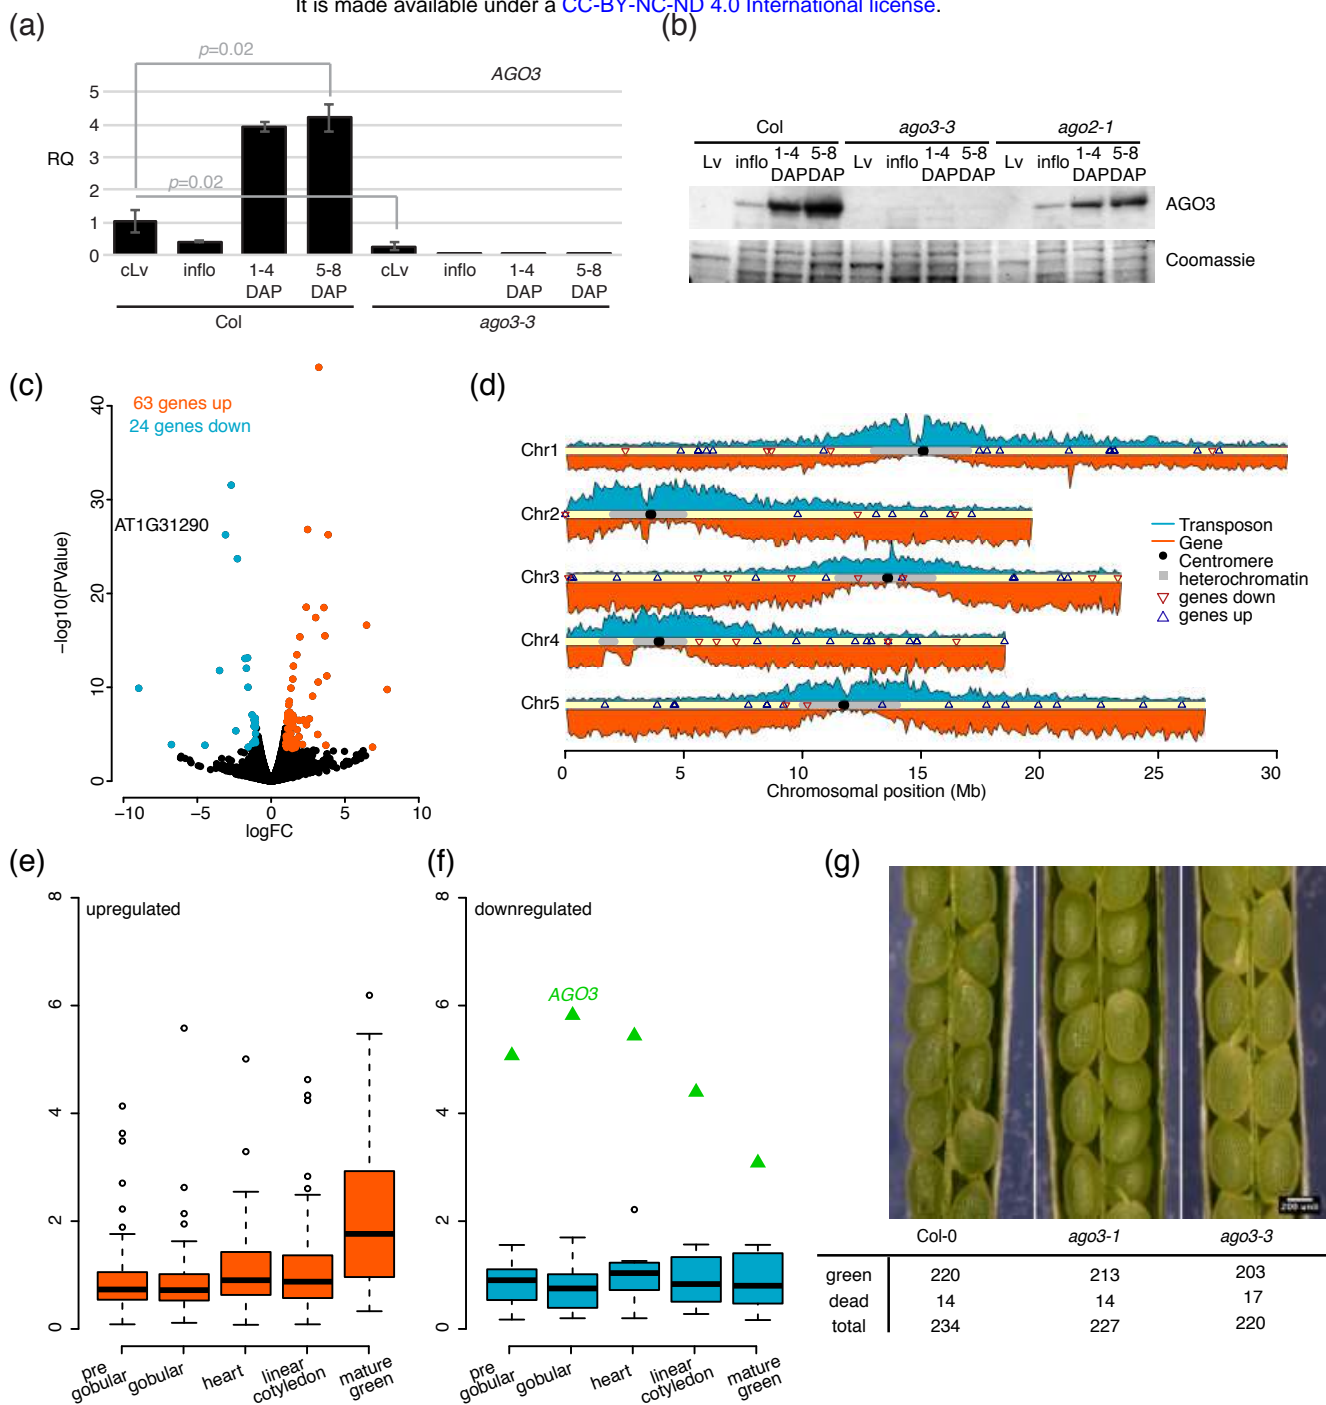 It is made available under a CC-BY-NC-ND 4.0 International license.
(a)
p=0.02
AGO3
5
4
3
2
1
0
RQ
p=0.02
cLv inflo 1-4 DAP 5-8 DAP cLv inflo 1-4 DAP 5-8 DAP
Col ago3-3
(b)
Col ago3-3 ago2-1
Lv inflo 1-4 DAP 5-8 DAP Lv inflo 1-4 DAP 5-8 DAP Lv inflo 1-4 DAP 5-8 DAP
AGO3
Coomassie
(c)
63 genes up
24 genes down
AT1G31290
−log10(PValue)
0 10 20 30 40
−10 −5 0 5 10
logFC
(d)
Chr1
Chr2
Chr3
Chr4
Chr5
Transposon
Gene
Centromere
heterochromatin
genes down
genes up
0 5 10 15 20 25 30
Chromosomal position (Mb)
(e)
upregulated
0 2 4 6 8
pre gobular
gobular
heart
linear cotyledon
mature green
(f)
downregulated
AGO3
0 2 4 6 8
pre gobular
gobular
heart
linear cotyledon
mature green
(g)
200 µm
Col-0 ago3-1 ago3-3
green 220 213 203
dead 14 14 17
total 234 227 220